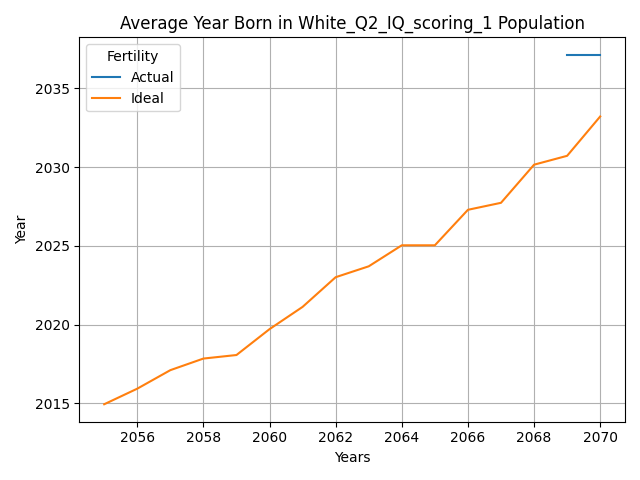 Average Year Born in White_Q2_IQ_scoring_1 Population
Fertility
Actual
Ideal
Year
2035
2030
2025
2020
2015
2056 2058 2060 2062 2064 2066 2068 2070
Years